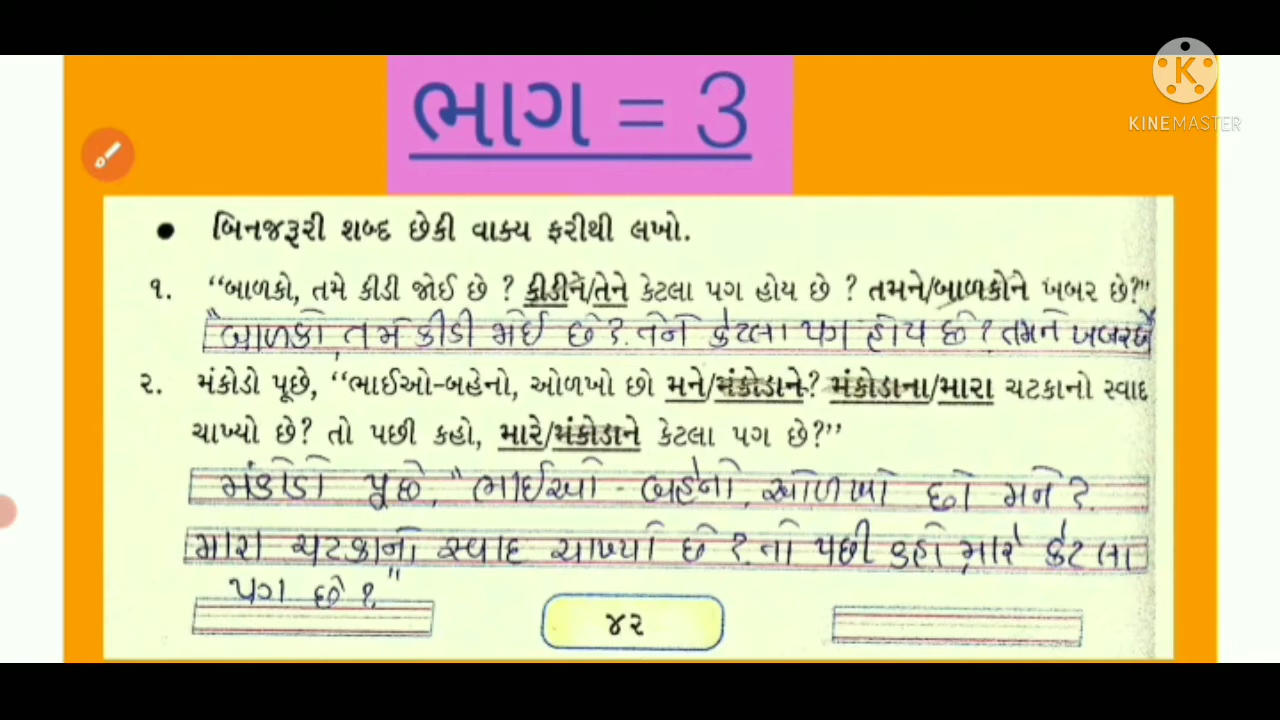 ભાગ = 3
KINEMASTER
● બિનજરૂરી શબ્દ છેકી વાક્ય ફરીથી લખો.
૧. “બાળકો, તમે કીડી જોઈ છે ? કીડીને/તેને કેટલા પગ હોય છે ? તમને/બાળકોને ખબર છે?”
"બાળકો, તમે કીડી જોઈ છે ? તેને કેટલા પગ હોય છે ? તમને ખબર છે
૨. મંકોડો પૂછે, “ભાઈઓ-બહેનો, ઓળખો છો મને/મંકોડાને? મંકોડાના/મારા ચટકાનો સ્વાદ
ચાખ્યો છે? તો પછી કહો, મારે/મંકોડાને કેટલા પગ છે?”
મંકોડો પૂછે, "ભાઈઓ - બહેનો, ઓળખો છો મને ?
મારા ચટકાનો સ્વાદ ચાખ્યો છે ? તો પછી કહો, મારે કેટલા
પગ છે ?"
૪૨